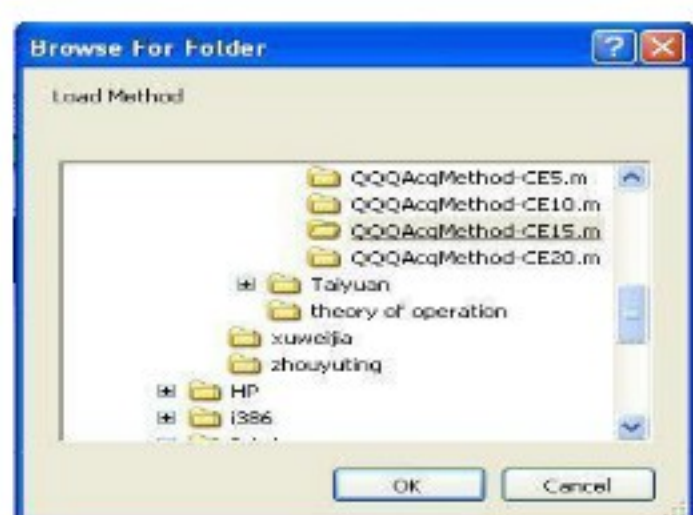 Browse For Folder
Load Method
QQQAcqMethod-CE5.m
QQQAcqMethod-CE10.m
QQQAcqMethod-CE15.m
QQQAcqMethod-CE20.m
Taiyuan
theory of operation
xuweijia
zhouyuting
HP
i386
OK Cancel